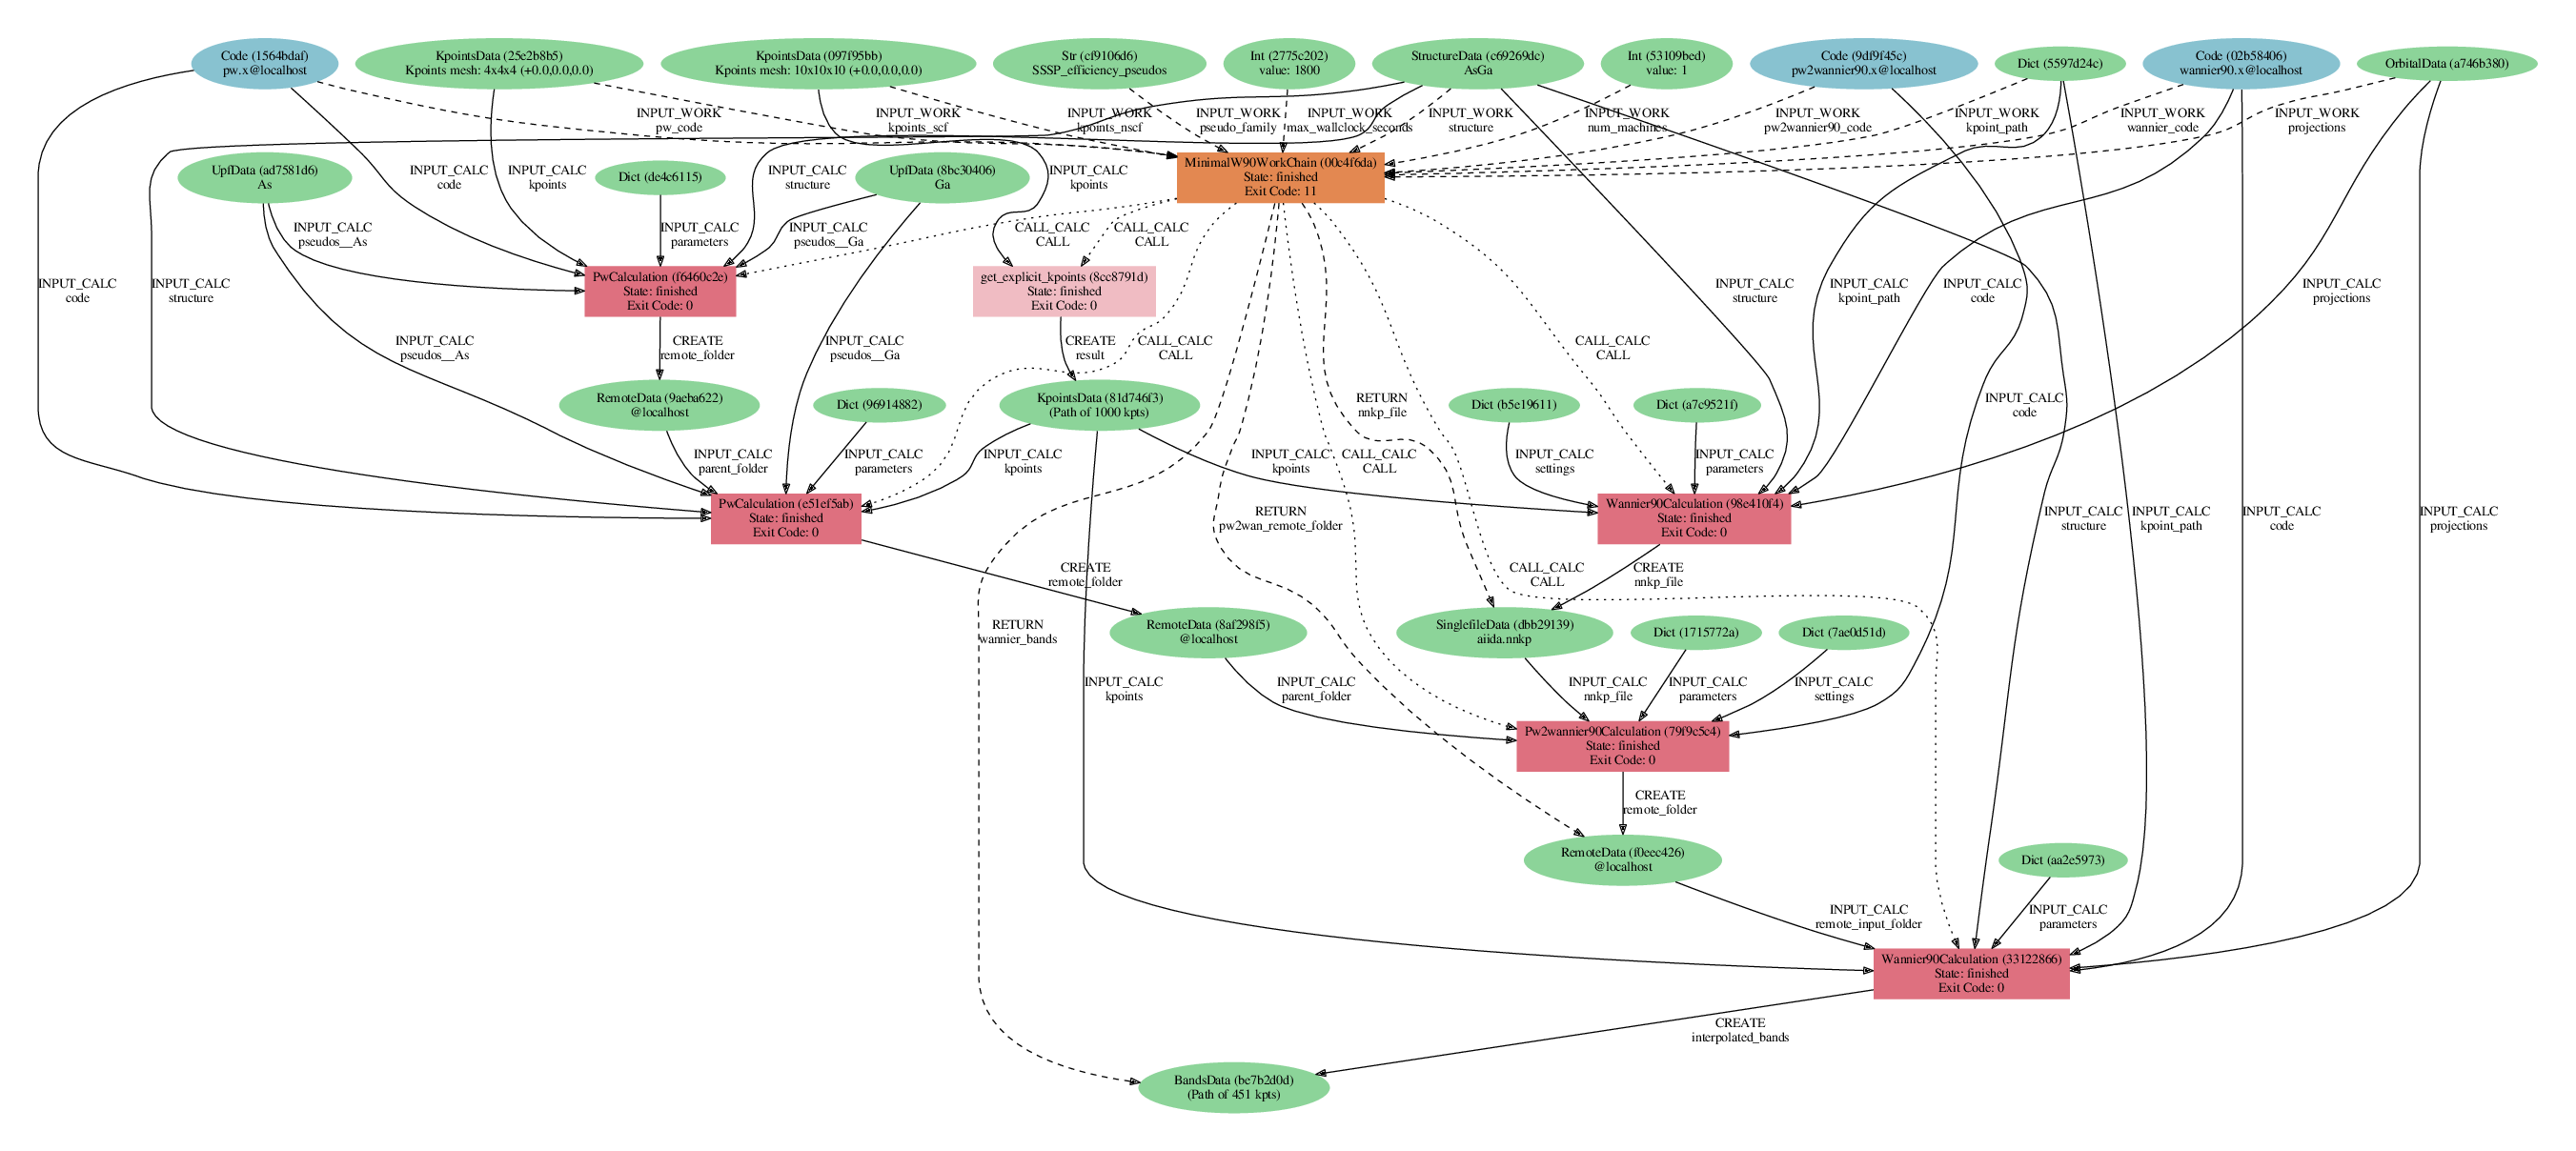 Code (1564bdaf)
pw.x@localhost
KpointsData (25e2b8b5)
Kpoints mesh: 4x4x4 (+0.0,0.0,0.0)
KpointsData (097f95bb)
Kpoints mesh: 10x10x10 (+0.0,0.0,0.0)
Str (cf9106d6)
SSSP_efficiency_pseudos
Int (2775c202)
value: 1800
StructureData (c69269dc)
AsGa
Int (53109bed)
value: 1
Code (9df9f45c)
pw2wannier90.x@localhost
Dict (5597d24c)
Code (02b58406)
wannier90.x@localhost
OrbitalData (a746b380)
INPUT_WORK
pw_code
INPUT_WORK
kpoints_scf
INPUT_WORK
kpoints_nscf
INPUT_WORK
pseudo_family
INPUT_WORK
max_wallclock_seconds
INPUT_WORK
structure
INPUT_WORK
num_machines
INPUT_WORK
pw2wannier90_code
INPUT_WORK
kpoint_path
INPUT_WORK
wannier_code
INPUT_WORK
projections
UpfData (ad7581d6)
As
INPUT_CALC
code
INPUT_CALC
kpoints
Dict (de4c6115)
INPUT_CALC
structure
UpfData (8bc30406)
Ga
INPUT_CALC
kpoints
MinimalW90WorkChain (00c4f6da)
State: finished
Exit Code: 11
INPUT_CALC
pseudos__As
INPUT_CALC
parameters
INPUT_CALC
pseudos__Ga
CALL_CALC
CALL
CALL_CALC
CALL
INPUT_CALC
code
INPUT_CALC
structure
PwCalculation (f6460c2e)
State: finished
Exit Code: 0
get_explicit_kpoints (8cc8791d)
State: finished
Exit Code: 0
INPUT_CALC
structure
INPUT_CALC
kpoint_path
INPUT_CALC
code
INPUT_CALC
projections
INPUT_CALC
pseudos__As
CREATE
remote_folder
INPUT_CALC
pseudos__Ga
CREATE
result
CALL_CALC
CALL
CALL_CALC
CALL
RemoteData (9aeba622)
@localhost
Dict (96914882)
KpointsData (81d746f3)
(Path of 1000 kpts)
RETURN
nnkp_file
Dict (b5e19611)
Dict (a7c9521f)
INPUT_CALC
code
INPUT_CALC
parent_folder
INPUT_CALC
parameters
INPUT_CALC
kpoints
INPUT_CALC
kpoints
CALL_CALC
CALL
INPUT_CALC
settings
INPUT_CALC
parameters
PwCalculation (e51ef5ab)
State: finished
Exit Code: 0
RETURN
pw2wan_remote_folder
Wannier90Calculation (98e410f4)
State: finished
Exit Code: 0
INPUT_CALC
structure
INPUT_CALC
kpoint_path
INPUT_CALC
code
INPUT_CALC
projections
CREATE
remote_folder
CALL_CALC
CALL
CREATE
nnkp_file
RETURN
wannier_bands
RemoteData (8af298f5)
@localhost
SinglefileData (dbb29139)
aiida.nnkp
Dict (1715772a)
Dict (7ae0d51d)
INPUT_CALC
kpoints
INPUT_CALC
parent_folder
INPUT_CALC
nnkp_file
INPUT_CALC
parameters
INPUT_CALC
settings
Pw2wannier90Calculation (79f9c5c4)
State: finished
Exit Code: 0
CREATE
remote_folder
RemoteData (f0eec426)
@localhost
Dict (aa2e5973)
INPUT_CALC
remote_input_folder
INPUT_CALC
parameters
Wannier90Calculation (33122866)
State: finished
Exit Code: 0
CREATE
interpolated_bands
BandsData (be7b2d0d)
(Path of 451 kpts)